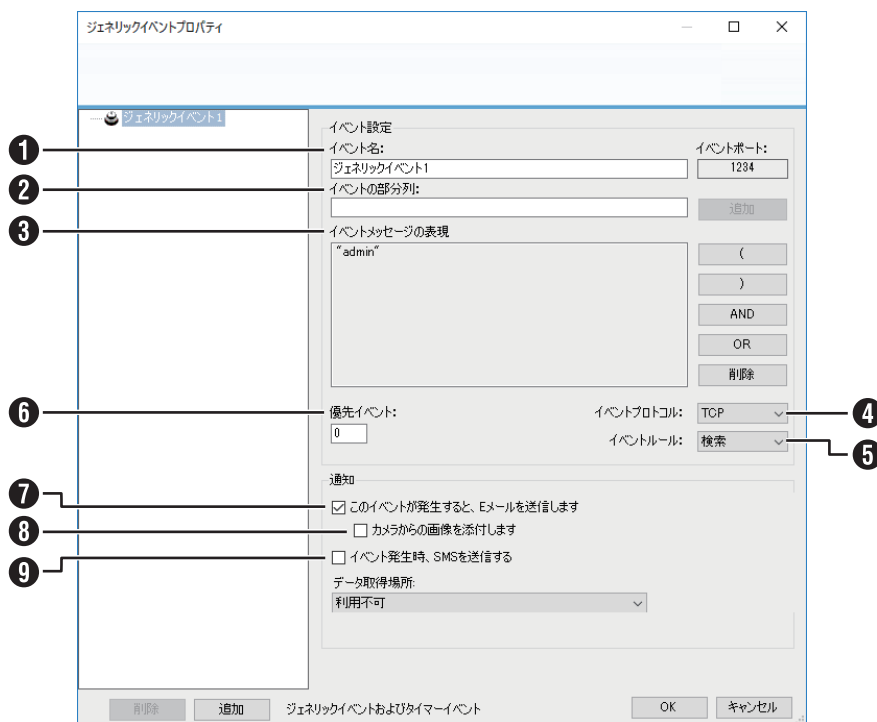 ジェネリックイベントプロパティ
ジェネリックイベント1
イベント設定
❶ イベント名: イベントポート:
ジェネリックイベント1 1234
❷ イベントの部分列:
追加
❸ イベントメッセージの表現
"admin" (
)
AND
OR
削除
❻ 優先イベント: イベントプロトコル: TCP ❹
0 イベントルール: 検索 ❺
通知
❼ このイベントが発生すると、Eメールを送信します
❽ カメラからの画像を添付します
❾ イベント発生時、SMSを送信する
データ取得場所:
利用不可
削除 追加 ジェネリックイベントおよびタイマーイベント OK キャンセル